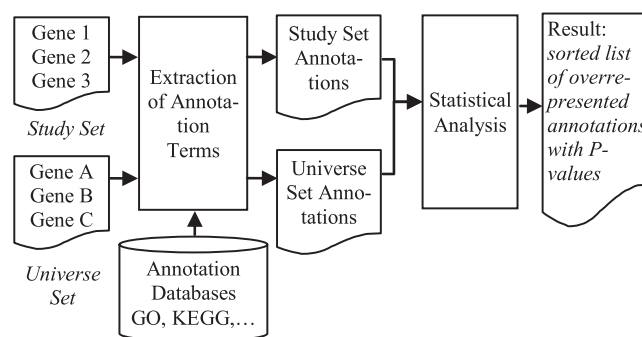 Gene 1
Gene 2
Gene 3
Study Set
Gene A
Gene B
Gene C
Universe
Set
Extraction
of Annota-
tion
Terms
Annotation
Databases
GO, KEGG,...
Study Set
Annota-
tions
Universe
Set Anno-
tations
Statistical
Analysis
Result:
sorted list
of overre-
presented
annotations
with P-
values